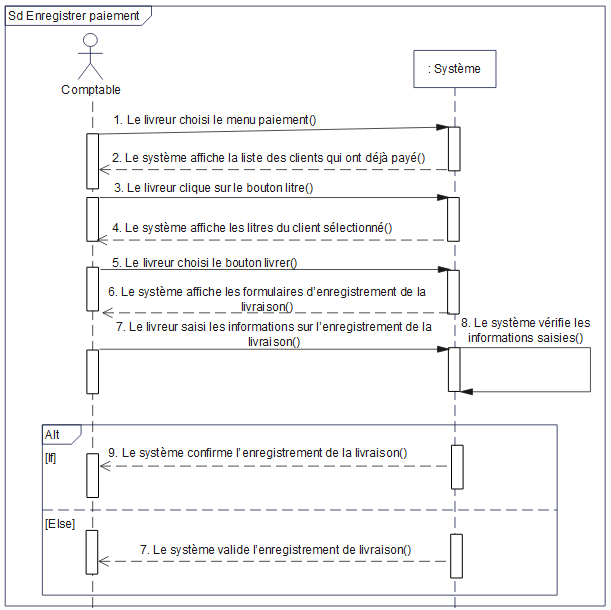 Sd Enregistrer paiement
Comptable
: Système
1. Le livreur choisi le menu paiement()
2. Le système affiche la liste des clients qui ont déjà payé()
3. Le livreur clique sur le bouton litre()
4. Le système affiche les litres du client sélectionné()
5. Le livreur choisi le bouton livrer()
6. Le système affiche les formulaires d'enregistrement de la
livraison()
7. Le livreur saisi les informations sur l'enregistrement de la
livraison()
8. Le système vérifie les
informations saisies()
Alt
[If]
9. Le système confirme l'enregistrement de la livraison()
[Else]
7. Le système valide l'enregistrement de livraison()